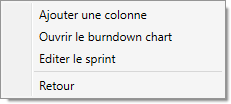 Ajouter une colonne
Ouvrir le burndown chart
Editer le sprint
Retour